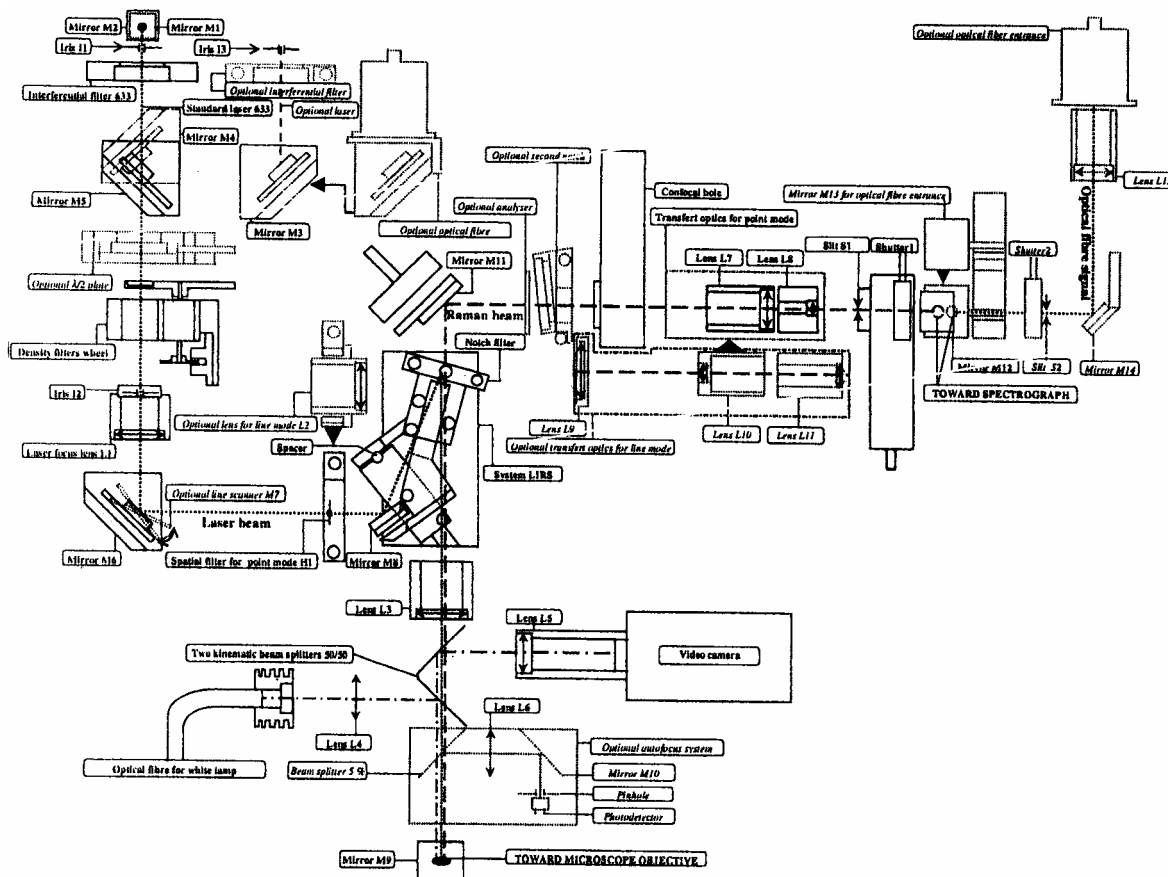 Mirror M2
Mirror M1
Iris I1
Iris I3
Optional optical fiber entrance
Optional interferential filter
Interferential filter 633
Standard laser 633
Optional laser
Mirror M4
Optional second
Mirror M5
Confocal hole
Mirror M13 for optical fibre entrance
Lens L1
Optional analyser
Transfert optics for point mode
Mirror M3
Optional optical fibre
Slit S1
Shutter1
Shutter2
Optical fibre signal
Mirror M11
Lens L7
Lens L8
Optional λ/2 plate
Raman beam
Notch filter
Density filters wheel
Mirror M12
Slit S2
Mirror M14
TOWARD SPECTROGRAPH
Iris I2
Optional lens for line mode L2
Lens L9
Lens L10
Lens L11
Optional transfert optics for line mode
Laser focus lens L1
Spacer
System LIRS
Optional line scanner M7
Laser beam
Mirror M6
Spatial filter for point mode H1
Mirror M8
Lens L3
Lens L5
Two kinematic beam splitters 50/50
Video camera
Lens L6
Lens L4
Optional autofocus system
Optical fibre for white lamp
Beam splitter 5 %
Mirror M10
Pinhole
Photodetector
Mirror M9
TOWARD MICROSCOPE OBJECTIVE